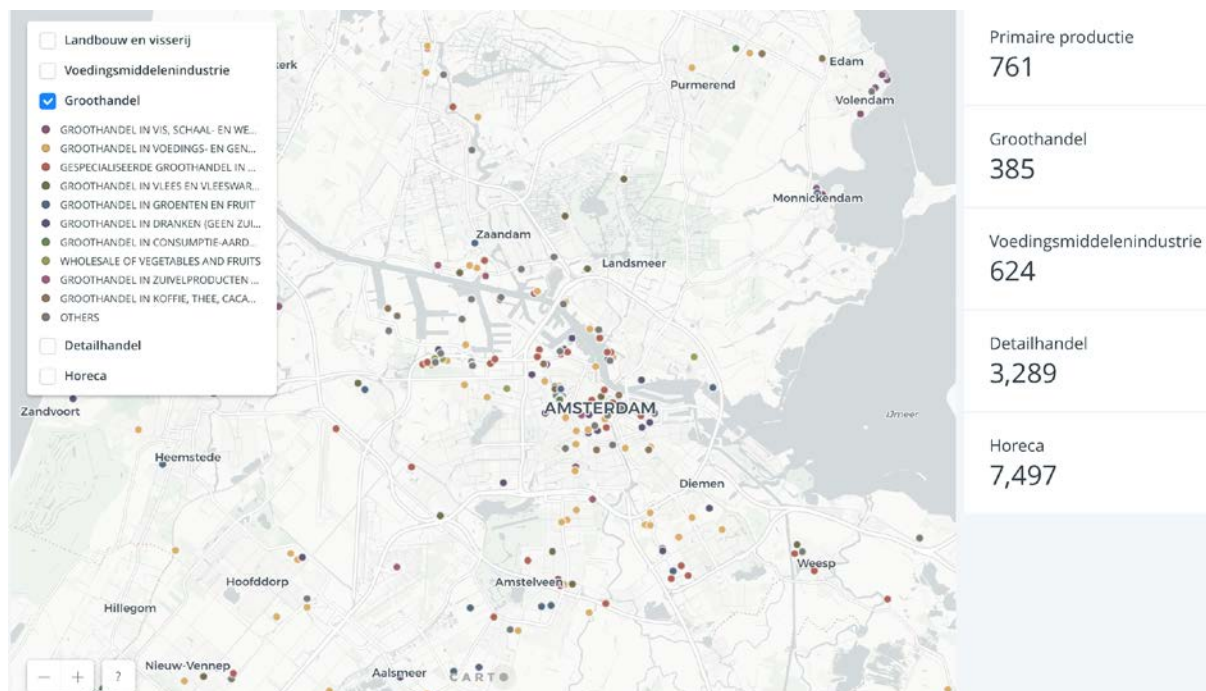 Landbouw en visserij
Voedingsmiddelenindustrie
Groothandel
GROOTHANDEL IN VIS, SCHAAL- EN WE...
GROOTHANDEL IN VOEDINGS- EN GEN...
GESPECIALISEERDE GROOTHANDEL IN ...
GROOTHANDEL IN VLEES EN VLEESWAR...
GROOTHANDEL IN GROENTEN EN FRUIT
GROOTHANDEL IN DRANKEN (GEEN ZUI...
GROOTHANDEL IN CONSUMPTIE-AARD...
WHOLESALE OF VEGETABLES AND FRUITS
GROOTHANDEL IN ZUIVELPRODUCTEN ...
GROOTHANDEL IN KOFFIE, THEE, CACA...
OTHERS
Detailhandel
Horeca
erk
Purmerend
Edam
Volendam
Monnickendam
Zaandam
Landsmeer
Zandvoort
AMSTERDAM
IJmeer
Heemstede
Diemen
Weesp
Hoofddorp
Amstelveen
Hillegom
Nieuw-Vennep
Aalsmeer
CARTO
− + ?
Primaire productie
761
Groothandel
385
Voedingsmiddelenindustrie
624
Detailhandel
3,289
Horeca
7,497